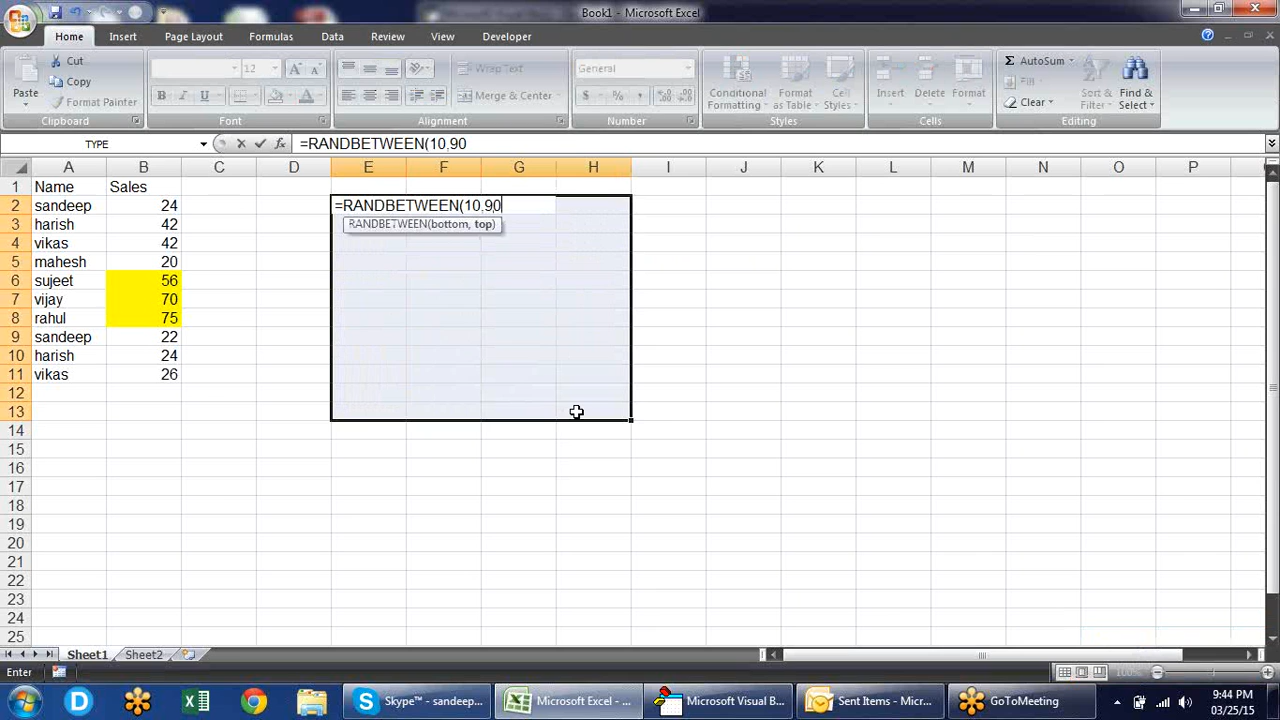 Book1 - Microsoft Excel
Home Insert Page Layout Formulas Data Review View Developer
Paste
Cut
Copy
Format Painter
Clipboard
12 A A
B I U A
Font
Wrap Text
Merge & Center
Alignment
General
$ % ,
Number
Conditional Formatting
Format as Table
Cell Styles
Styles
Insert Delete Format
Cells
Σ AutoSum
Fill
Clear
Sort & Filter
Find & Select
Editing
TYPE fx =RANDBETWEEN(10,90
A B C D E F G H I J K L M N O P
1 Name Sales
2 sandeep 24 =RANDBETWEEN(10,90
RANDBETWEEN(bottom, top)
3 harish 42
4 vikas 42
5 mahesh 20
6 sujeet 56
7 vijay 70
8 rahul 75
9 sandeep 22
10 harish 24
11 vikas 26
12
13
14
15
16
17
18
19
20
21
22
23
24
25
Sheet1 Sheet2
Enter 100%
Skype™ - sandeep... Microsoft Excel - ... Microsoft Visual B... Sent Items - Micr... GoToMeeting
9:44 PM
03/25/15